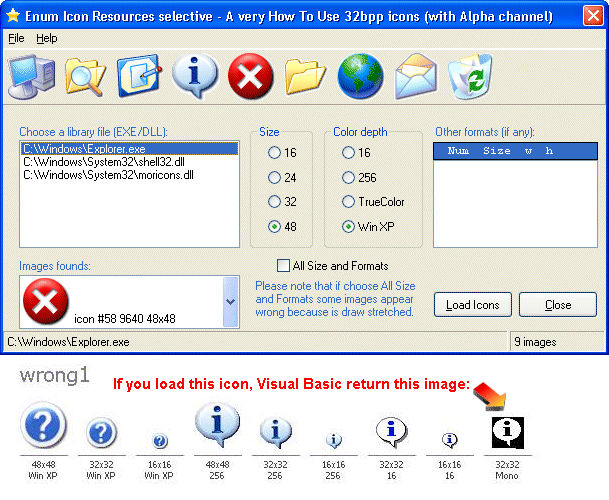 Enum Icon Resources selective - A very How To Use 32bpp icons (with Alpha channel)
File Help
Choose a library file (EXE/DLL): Size Color depth Other formats (if any):
C:\Windows\Explorer.exe 16 16 Num Size w h
C:\Windows\System32\shell32.dll
C:\Windows\System32\moricons.dll
24 256
32 TrueColor
48 Win XP
Images founds: All Size and Formats
Please note that if choose All Size
and Formats some images appear
wrong because is draw stretched.
icon #58 9640 48x48
Load Icons Close
C:\Windows\Explorer.exe 9 images
wrong1
If you load this icon, Visual Basic return this image:
48x48 32x32 16x16 48x48 32x32 16x16 32x32 16x16 32x32
Win XP Win XP Win XP 256 256 256 16 16 Mono